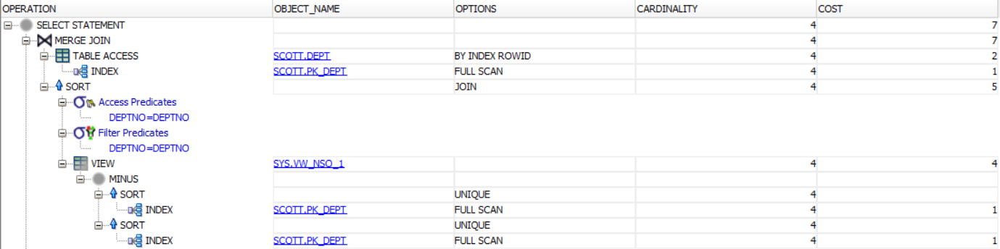 OPERATION OBJECT_NAME OPTIONS CARDINALITY COST
SELECT STATEMENT 4 7
MERGE JOIN 4 7
TABLE ACCESS SCOTT.DEPT BY INDEX ROWID 4 2
INDEX SCOTT.PK_DEPT FULL SCAN 4 1
SORT JOIN 4 5
Access Predicates
DEPTNO=DEPTNO
Filter Predicates
DEPTNO=DEPTNO
VIEW SYS.VW_NSO_1 4 4
MINUS
SORT UNIQUE 4
INDEX SCOTT.PK_DEPT FULL SCAN 4 1
SORT UNIQUE 4
INDEX SCOTT.PK_DEPT FULL SCAN 4 1